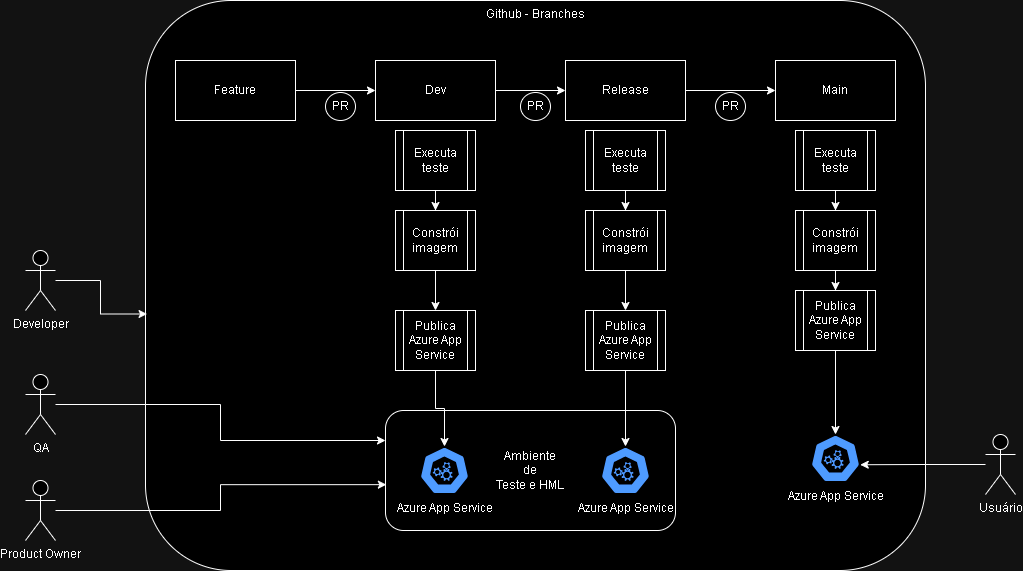 Github - Branches
Feature
PR
Dev
PR
Release
PR
Main
Executa
teste
Executa
teste
Executa
teste
Constrói
imagem
Constrói
imagem
Constrói
imagem
Developer
Publica
Azure App
Service
Publica
Azure App
Service
Publica
Azure App
Service
QA
Ambiente
de
Teste e HML
Azure App Service
Azure App Service
Azure App Service
Usuário
Product Owner